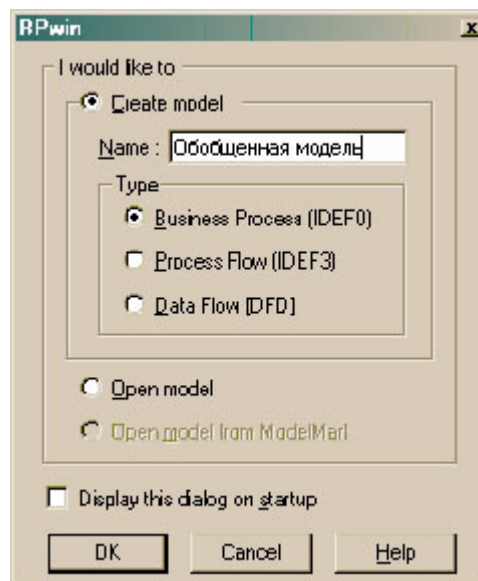 BPwin
I would like to
Create model
Name : Обобщенная модель
Type
Business Process (IDEF0)
Process Flow (IDEF3)
Data Flow (DFD)
Open model
Open model from ModelMart
Display this dialog on startup
OK Cancel Help